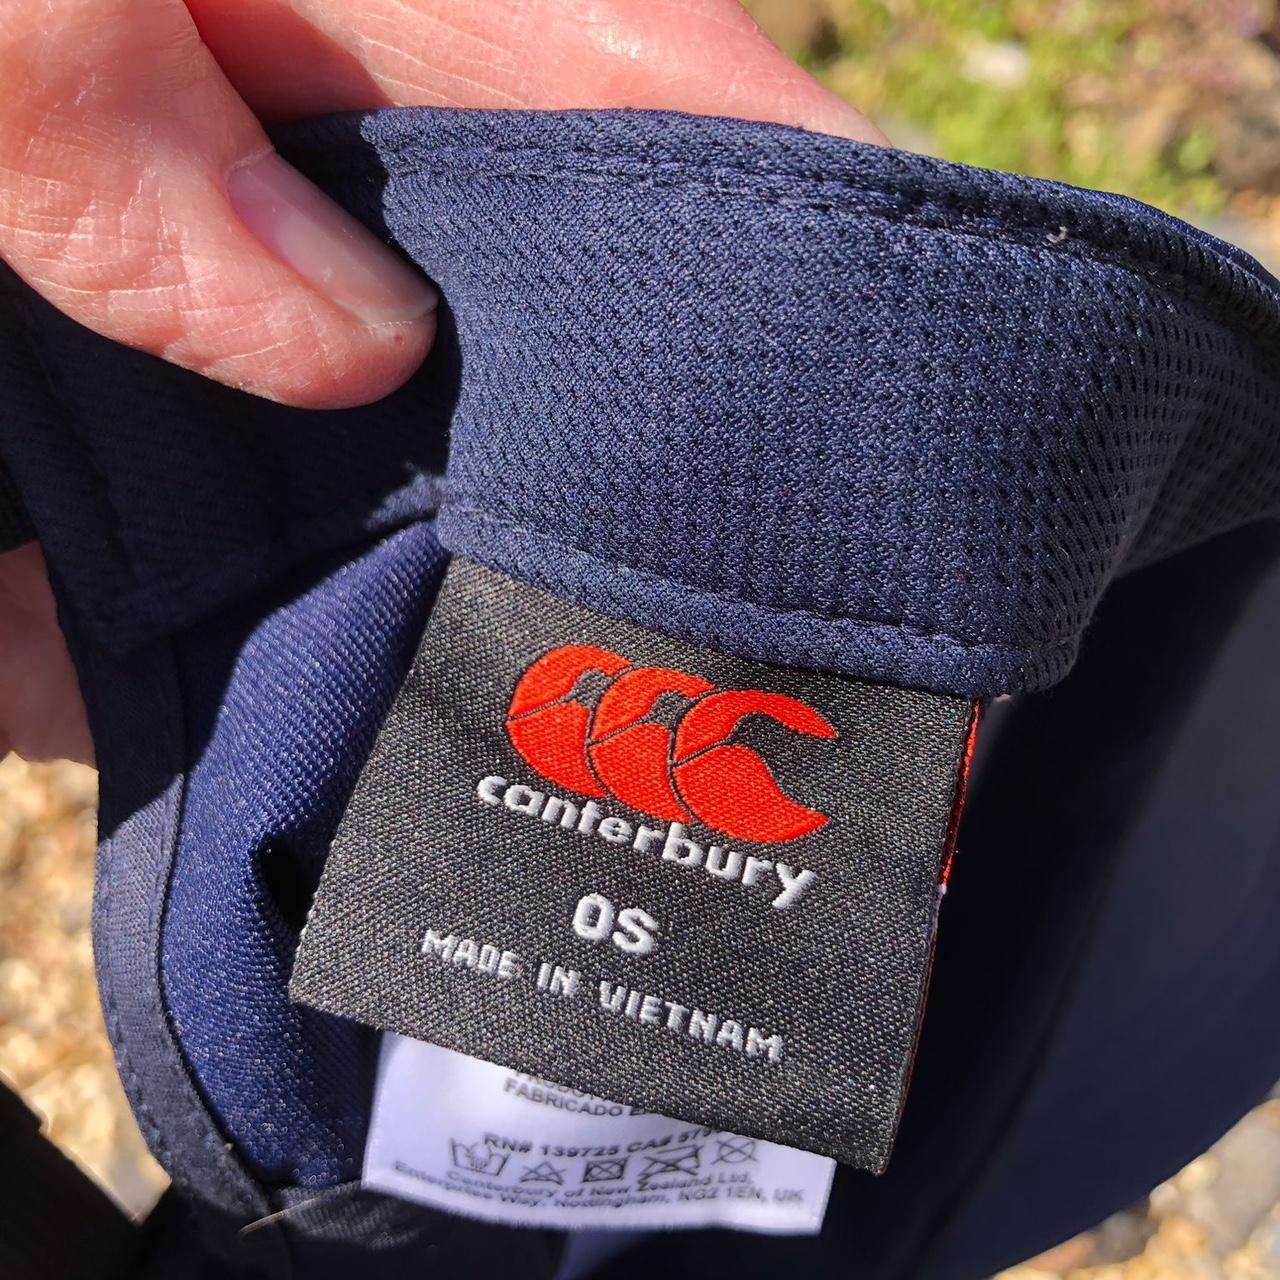 canterbury
OS
MADE IN VIETNAM
FABRICADO
RN# 139725 CA#
Canterbury of New Zealand Ltd,
Enterprise Way, Nottingham, NG2 1EN, UK